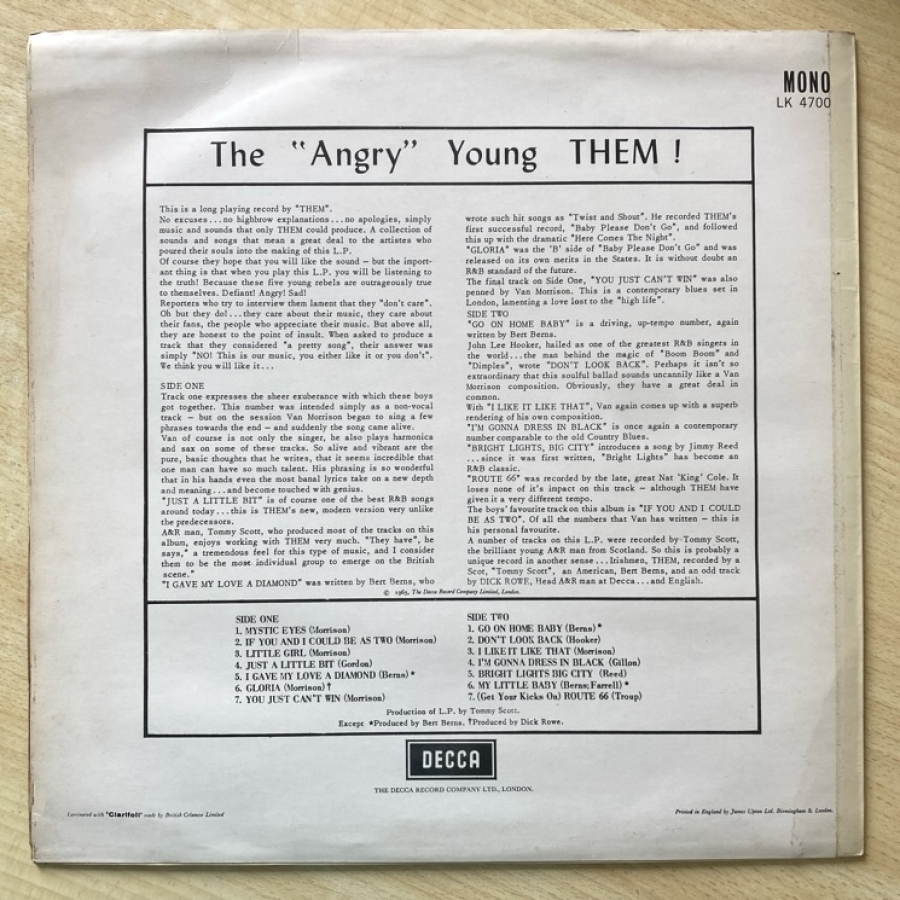 MONO
LK 4700
The "Angry" Young THEM !
This is a long playing record by "THEM".
No excuses...no highbrow explanations...no apologies, simply
music and sounds that only THEM could produce. A collection of
sounds and songs that mean a great deal to the artistes who
poured their souls into the making of this L.P.
Of course they hope that you will like the sound – but the import-
ant thing is that when you play this L.P. you will be listening to
the truth! Because these five young rebels are outrageously true
to themselves. Defiant! Angry! Sad!
Reporters who try to interview them lament that they "don't care".
Oh but they do!...they care about their music, they care about
their fans, the people who appreciate their music. But above all,
they are honest to the point of insult. When asked to produce a
track that they considered "a pretty song", their answer was
simply "NO! This is our music, you either like it or you don't".
We think you will like it...
SIDE ONE
Track one expresses the sheer exuberance with which these boys
got together. This number was intended simply as a non-vocal
track – but on the session Van Morrison began to sing a few
phrases towards the end – and suddenly the song came alive.
Van of course is not only the singer, he also plays harmonica
and sax on some of these tracks. So alive and vibrant are the
pure, basic thoughts that he writes, that it seems incredible that
one man can have so much talent. His phrasing is so wonderful
that in his hands even the most banal lyrics take on a new depth
and meaning...and become touched with genius.
"JUST A LITTLE BIT" is of course one of the best R&B songs
around today...this is THEM's new, modern version very unlike
the predecessors.
A&R man, Tommy Scott, who produced most of the tracks on this
album, enjoys working with THEM very much. "They have", he
says," a tremendous feel for this type of music, and I consider
them to be the most individual group to emerge on the British
scene."
"I GAVE MY LOVE A DIAMOND" was written by Bert Berns, who
wrote such hit songs as "Twist and Shout". He recorded THEM's
first successful record, "Baby Please Don't Go", and followed
this up with the dramatic "Here Comes The Night".
"GLORIA" was the 'B' side of "Baby Please Don't Go" and was
released on its own merits in the States. It is without doubt an
R&B standard of the future.
The final track on Side One, "YOU JUST CAN'T WIN" was also
penned by Van Morrison. This is a contemporary blues set in
London, lamenting a love lost to the "high life".
SIDE TWO
"GO ON HOME BABY" is a driving, up-tempo number, again
written by Bert Berns.
John Lee Hooker, hailed as one of the greatest R&B singers in
the world...the man behind the magic of "Boom Boom" and
"Dimples", wrote "DON'T LOOK BACK". Perhaps it isn't so
extraordinary that this soulful ballad sounds uncannily like a Van
Morrison composition. Obviously, they have a great deal in
common.
With "I LIKE IT LIKE THAT", Van again comes up with a superb
rendering of his own composition.
"I'M GONNA DRESS IN BLACK" is once again a contemporary
number comparable to the old Country Blues.
"BRIGHT LIGHTS, BIG CITY" introduces a song by Jimmy Reed
...since it was first written, "Bright Lights" has become an
R&B classic.
"ROUTE 66" was recorded by the late, great Nat 'King' Cole. It
loses none of it's impact on this track – although THEM have
given it a very different tempo.
The boys' favourite track on this album is "IF YOU AND I COULD
BE AS TWO". Of all the numbers that Van has written – this is
his personal favourite.
A number of tracks on this L.P. were recorded by Tommy Scott,
the brilliant young A&R man from Scotland. So this is probably a
unique record in another sense...Irishmen, THEM, recorded by a
Scot, "Tommy Scott", an American, Bert Berns, and an odd track
by DICK ROWE, Head A&R man at Decca...and English.
© 1965, The Decca Record Company Limited, London.
SIDE ONE
1. MYSTIC EYES (Morrison)
2. IF YOU AND I COULD BE AS TWO (Morrison)
3. LITTLE GIRL (Morrison)
4. JUST A LITTLE BIT (Gordon)
5. I GAVE MY LOVE A DIAMOND (Berns)*
6. GLORIA (Morrison)†
7. YOU JUST CAN'T WIN (Morrison)
SIDE TWO
1. GO ON HOME BABY (Berns)*
2. DON'T LOOK BACK (Hooker)
3. I LIKE IT LIKE THAT (Morrison)
4. I'M GONNA DRESS IN BLACK (Gillon)
5. BRIGHT LIGHTS BIG CITY (Reed)
6. MY LITTLE BABY (Berns; Farrell)*
7. (Get Your Kicks On) ROUTE 66 (Troup)
Production of L.P. by Tommy Scott.
Except *Produced by Bert Berns. †Produced by Dick Rowe.
DECCA
THE DECCA RECORD COMPANY LTD., LONDON.
Laminated with "Clarifoil" made by British Celanese Limited
Printed in England by James Upton Ltd. Birmingham & London.